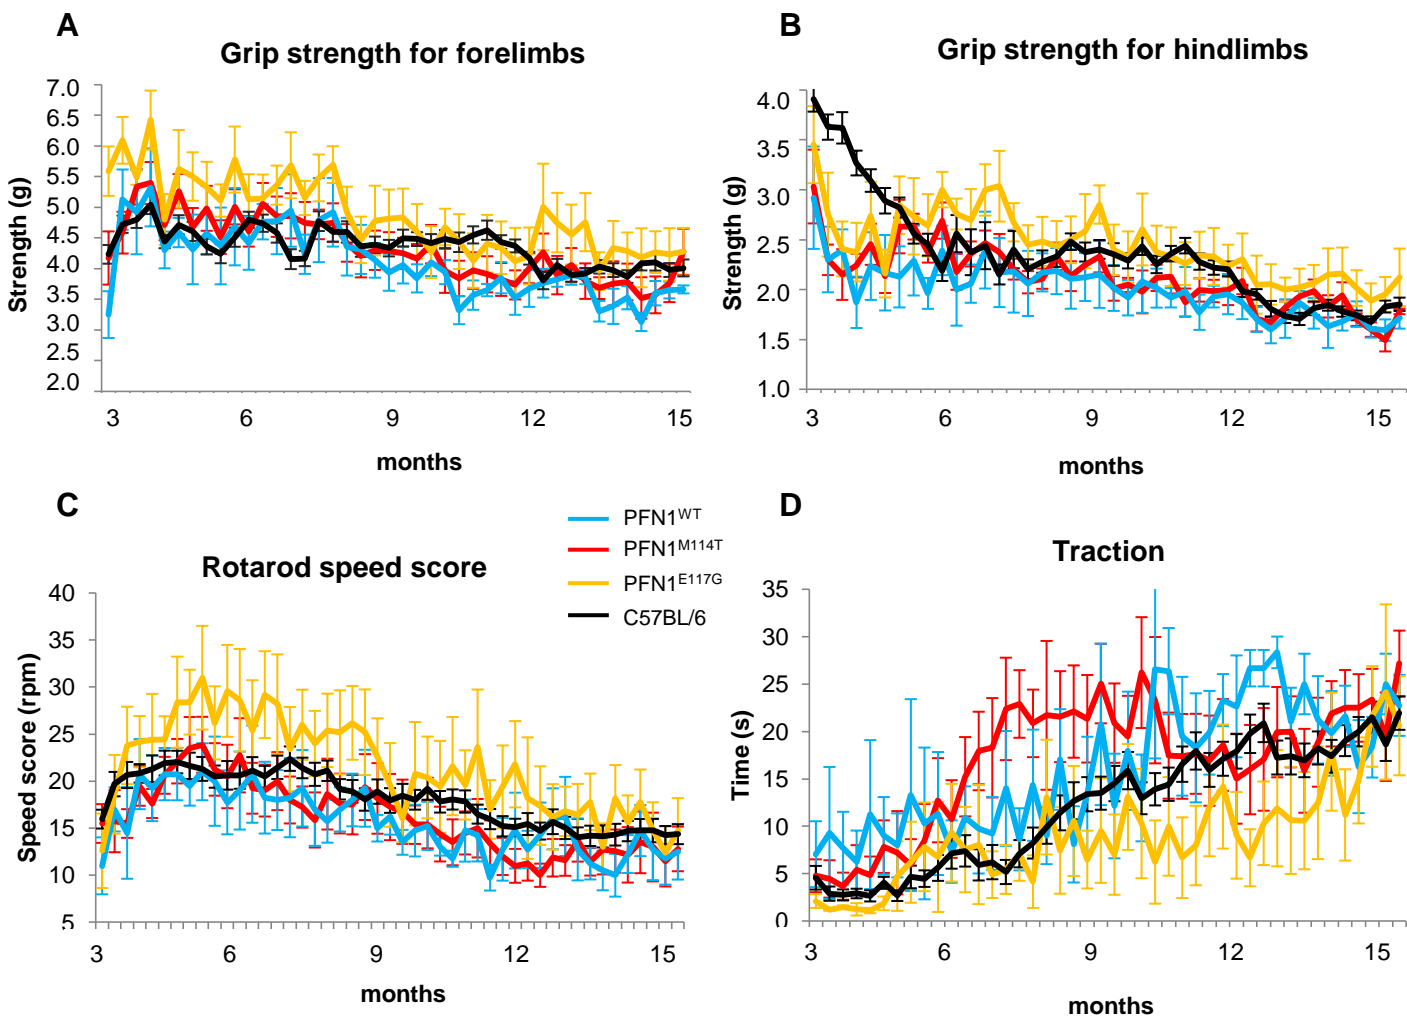 A
Grip strength for forelimbs
Strength (g)
7.0
6.0
5.5
5.0
4.5
4.0
3.5
3.0
2.5
2.0
3 6 9 12 15
months
B
Grip strength for hindlimbs
Strength (g)
4.0
3.5
3.0
2.5
2.0
1.5
1.0
3 6 9 12 15
months
C
Rotarod speed score
Speed score (rpm)
40
35
30
25
20
15
10
5
3 6 9 12 15
months
PFN1WT
PFN1M114T
PFN1E117G
C57BL/6
D
Traction
Time (s)
35
30
25
20
15
10
5
0
3 6 9 12 15
months